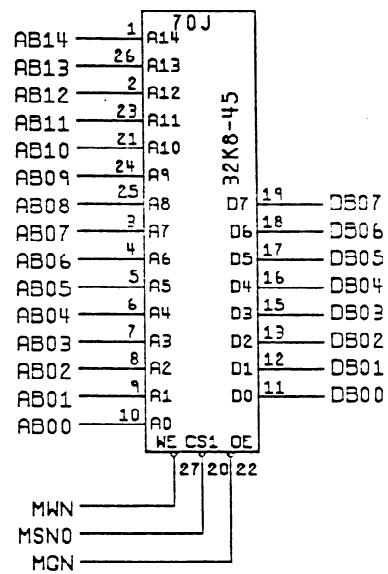 70J
32K8-45
AB14 1 A14
AB13 26 A13
AB12 2 A12
AB11 23 A11
AB10 21 A10
AB09 24 A9
AB08 25 A8 D7 19 DB07
AB07 3 A7 D6 18 DB06
AB06 4 A6 D5 17 DB05
AB05 5 A5 D4 16 DB04
AB04 6 A4 D3 15 DB03
AB03 7 A3 D2 13 DB02
AB02 8 A2 D1 12 DB01
AB01 9 A1 D0 11 DB00
AB00 10 A0
WE CS1 OE
27 20 22
MWN
MSN0
MGN